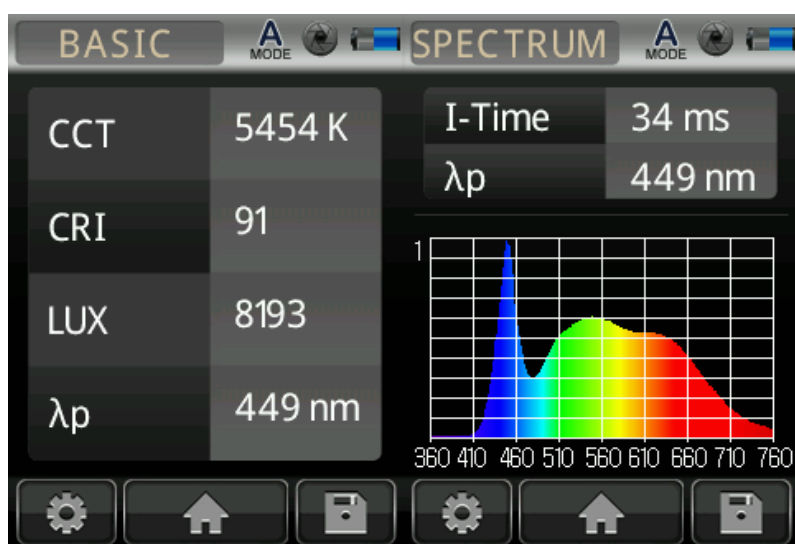 BASIC
A
MODE
CCT 5454 K
CRI 91
LUX 8193
λp 449 nm
SPECTRUM
A
MODE
I-Time 34 ms
λp 449 nm
1
360 410 460 510 560 610 660 710 760